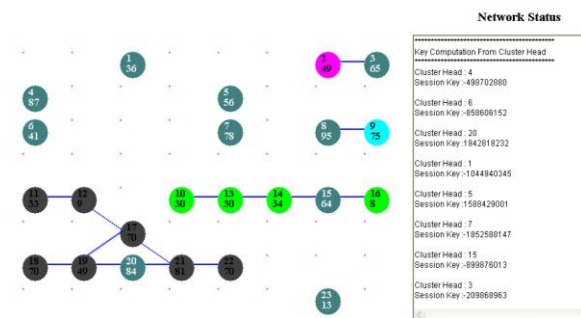 Network Status
1
36
2
49
3
65
4
87
5
56
6
41
7
78
8
95
9
75
11
33
12
9
10
30
13
30
14
34
15
64
16
8
17
70
18
70
19
49
20
84
21
81
22
70
23
13
**********************************************
Key Computation From Cluster Head
**********************************************
Cluster Head : 4
Session Key :-498702880
Cluster Head : 6
Session Key :-858606152
Cluster Head : 20
Session Key :1942818232
Cluster Head : 1
Session Key :-1044940345
Cluster Head : 5
Session Key :1588429001
Cluster Head : 7
Session Key :-1852588147
Cluster Head : 15
Session Key :-899876013
Cluster Head : 3
Session Key :-209868963